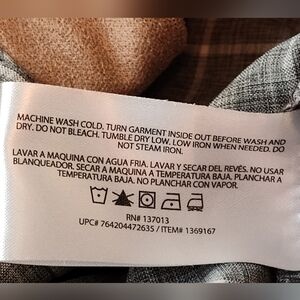 MACHINE WASH COLD. TURN GARMENT INSIDE OUT BEFORE WASH AND
DRY. DO NOT BLEACH. TUMBLE DRY LOW. LOW IRON WHEN NEEDED. DO
NOT STEAM IRON.
LAVAR A MAQUINA CON AGUA FRIA. LAVAR Y SECAR DEL REVÉS. NO USAR
BLANQUEADOR. SECAR A MAQUINA A TEMPERATURA BAJA. PLANCHAR A
TEMPERATURA BAJA. NO PLANCHAR CON VAPOR.
RN# 137013
UPC# 764204472635 / ITEM# 1369167